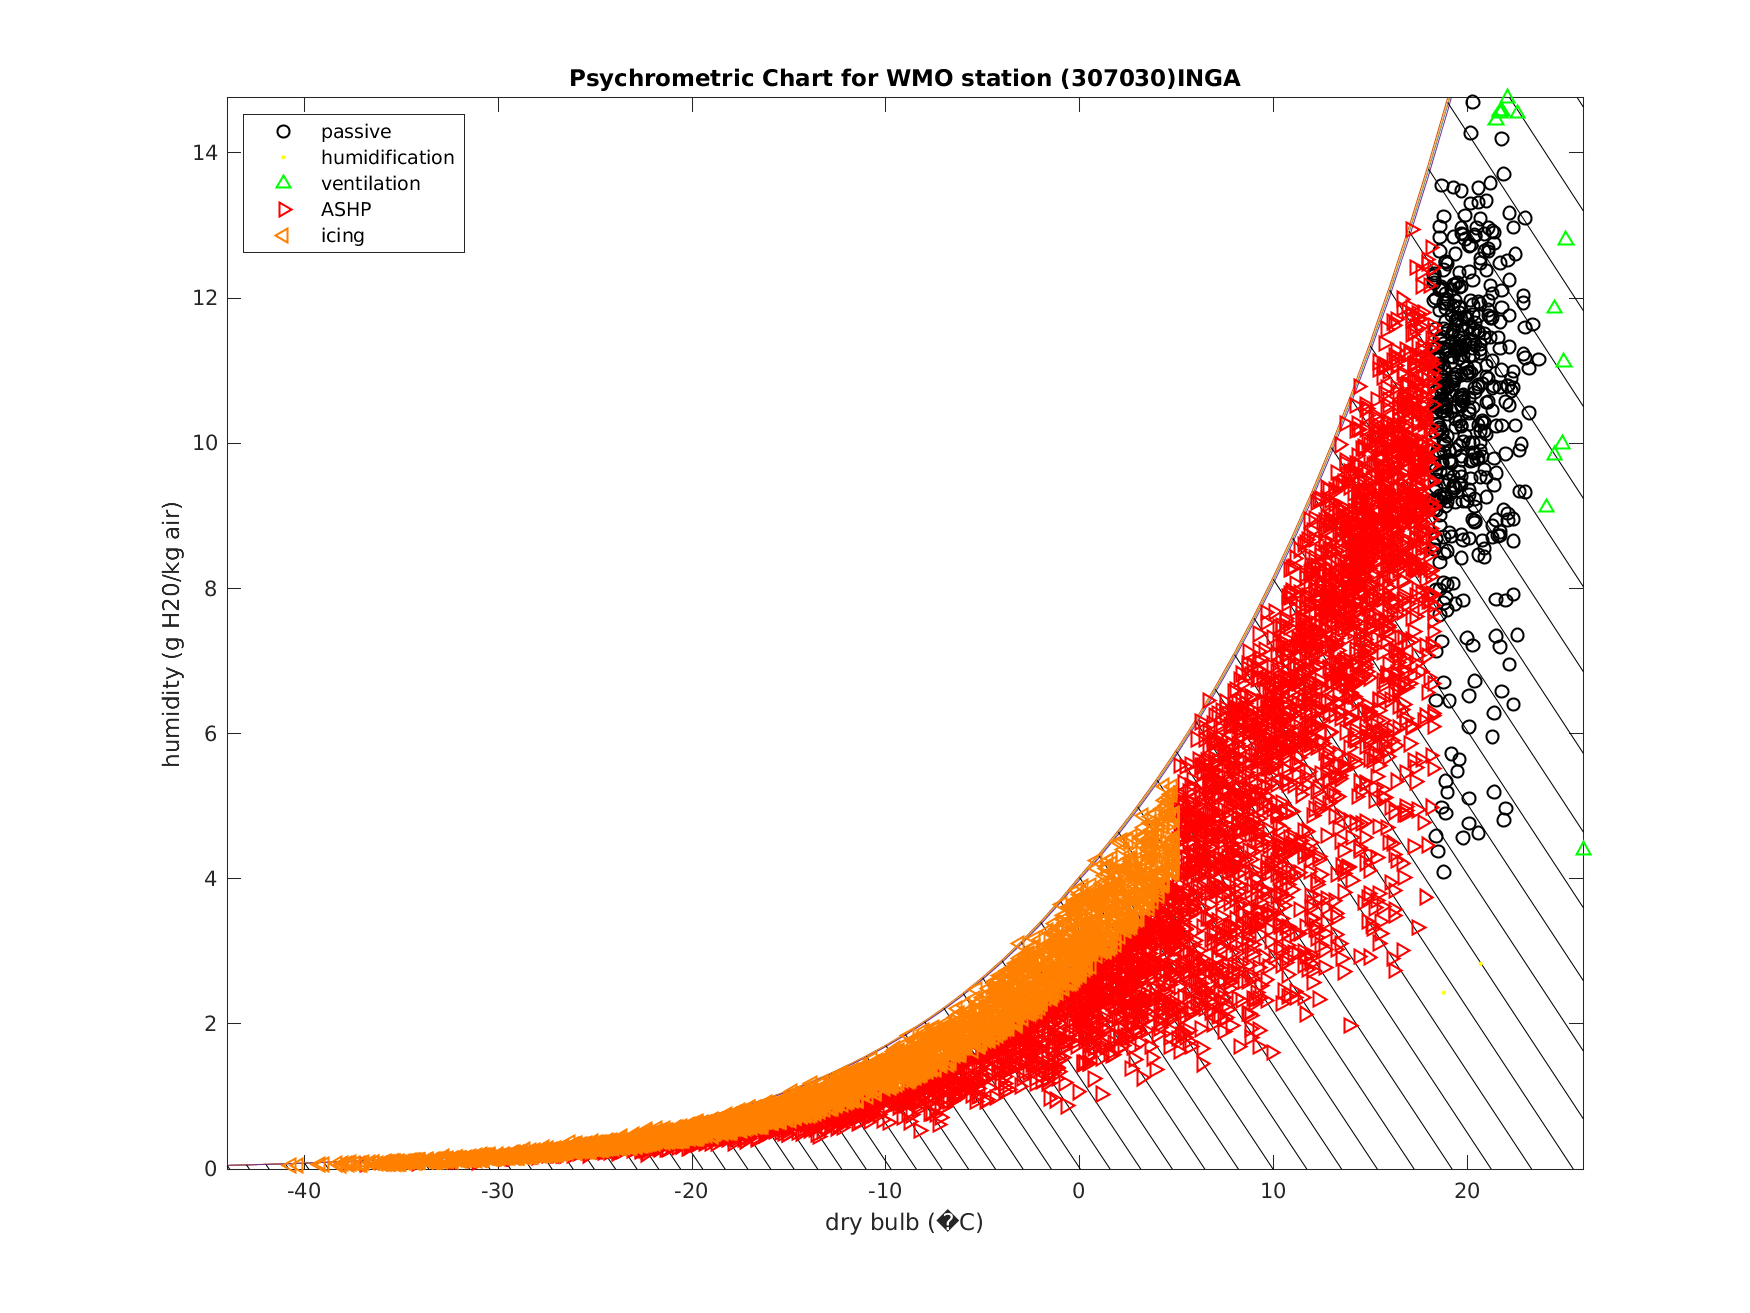 Psychrometric Chart for WMO station (307030)INGA
passive
humidification
ventilation
ASHP
icing
humidity (g H20/kg air)
14
12
10
8
6
4
2
0
-40 -30 -20 -10 0 10 20
dry bulb (�C)